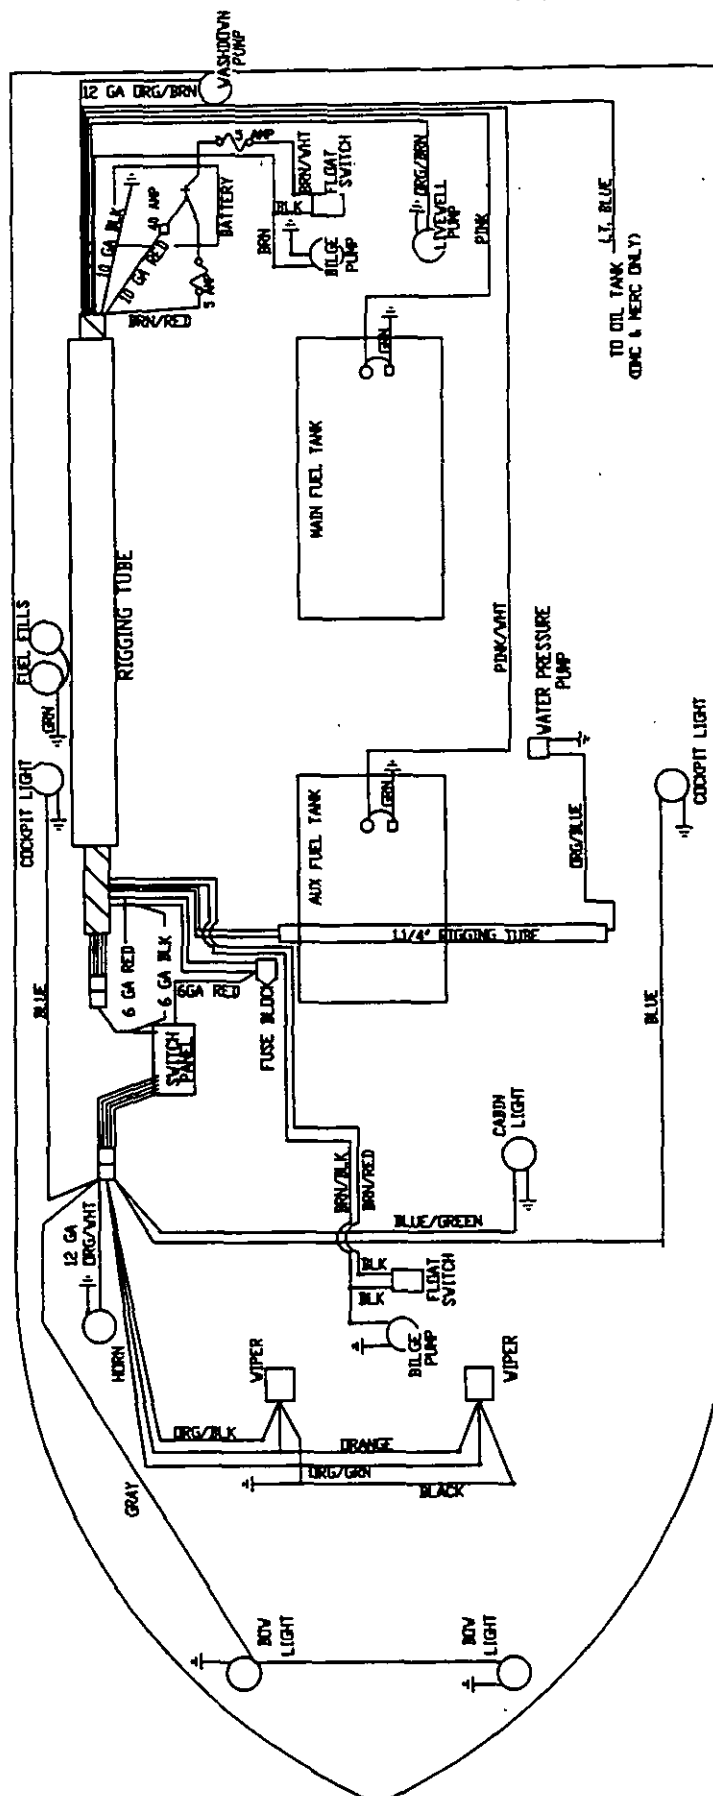 WASHDOWN
PUMP
12 GA ORG/BRN
5 AMP
BRN/WHT
FLOAT
SWITCH
BLK
ORG/BRN
LIVEWELL
PUMP
PINK
LT. BLUE
TO OIL TANK
(OMC & MERC ONLY)
10 GA BLK
40 AMP
BATTERY
10 GA RED
BRN
BILGE
PUMP
5 AMP
BRN/RED
GRN
MAIN FUEL TANK
RIGGING TUBE
FUEL FILLS
GRN
PINK/WHT
WATER PRESSURE
PUMP
COCKPIT LIGHT
COCKPIT LIGHT
GRN
AUX FUEL TANK
ORG/BLUE
1 1/4" RIGGING TUBE
6 GA RED
6 GA BLK
6GA RED
FUSE BLOCK
BLUE
BLUE
SWITCH
PANEL
CABIN
LIGHT
BRN/BLK
BRN/RED
BLUE/GREEN
12 GA
ORG/WHT
BLK
BLK
FLOAT
SWITCH
HORN
BILGE
PUMP
WIPER
WIPER
ORG/BLK
ORANGE
ORG/GRN
BLACK
GRAY
BOW
LIGHT
BOW
LIGHT